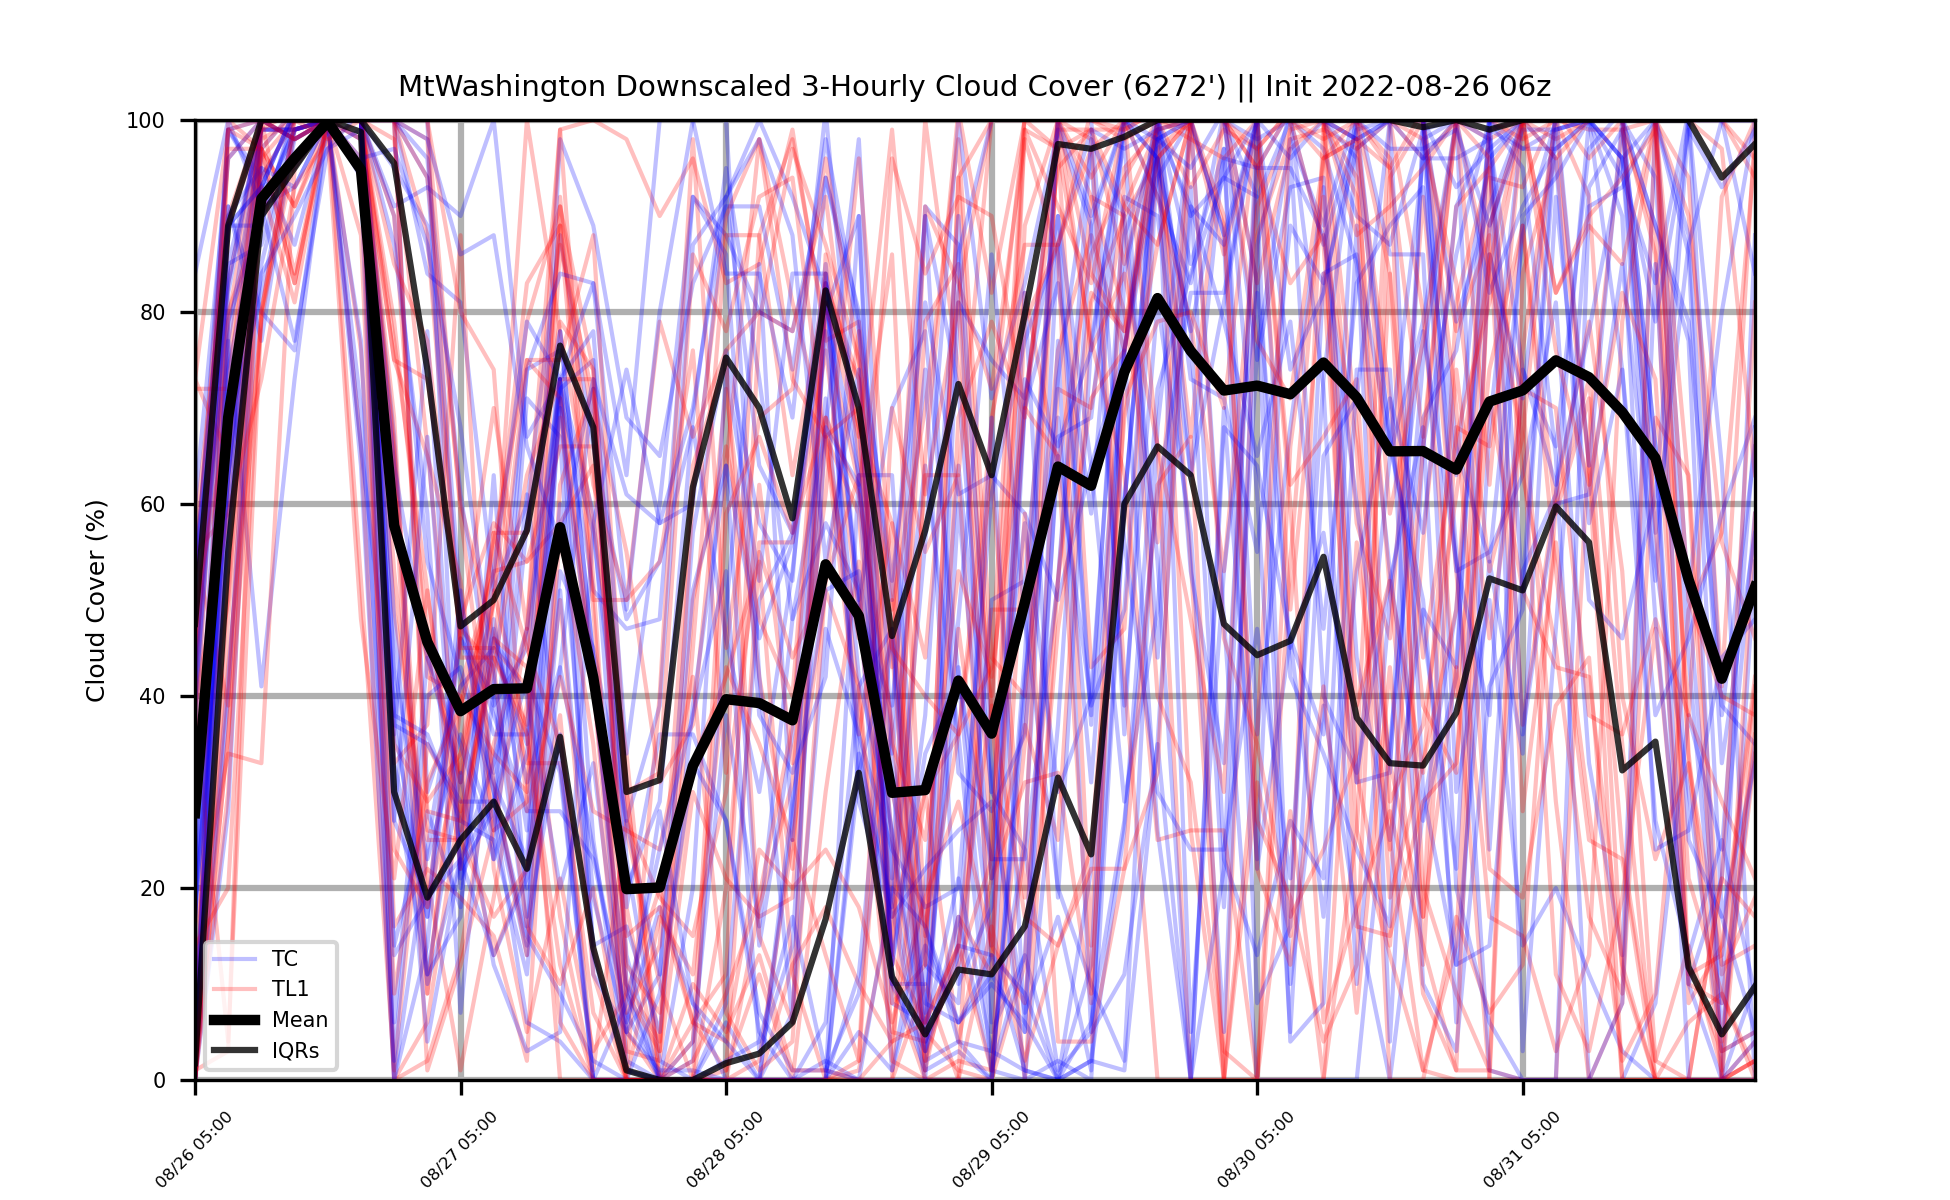 MtWashington Downscaled 3-Hourly Cloud Cover (6272') || Init 2022-08-26 06z
Cloud Cover (%)
100
80
60
40
20
0
TC
TL1
Mean
IQRs
08/26 05:00
08/27 05:00
08/28 05:00
08/29 05:00
08/30 05:00
08/31 05:00